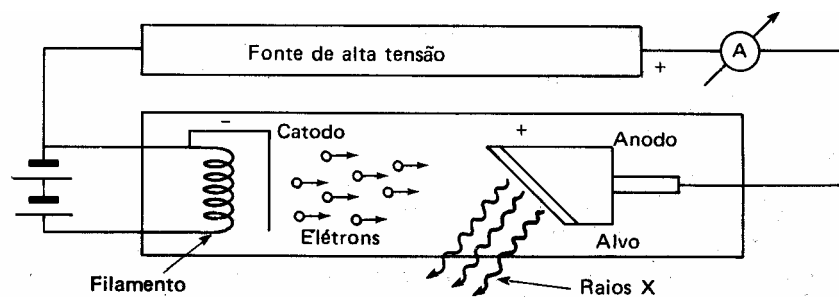 Fonte de alta tensão
+
A
-
Catodo
+
Anodo
Elétrons
Alvo
Filamento
Raios X